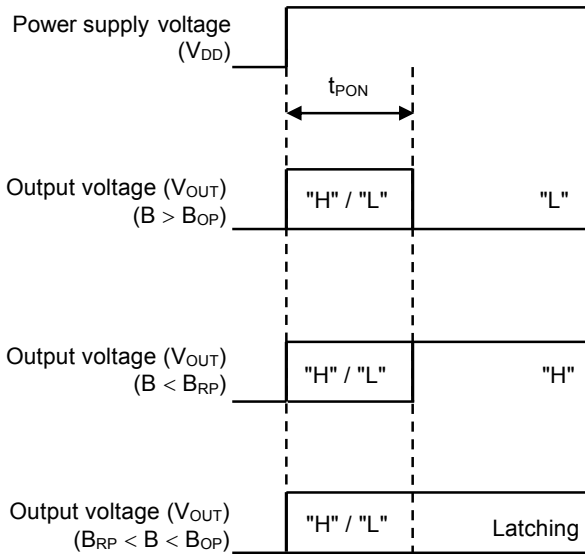 Power supply voltage
(VDD)
tPON
Output voltage (VOUT)
(B > BOP)
"H" / "L"
"L"
Output voltage (VOUT)
(B < BRP)
"H" / "L"
"H"
Output voltage (VOUT)
(BRP < B < BOP)
"H" / "L"
Latching